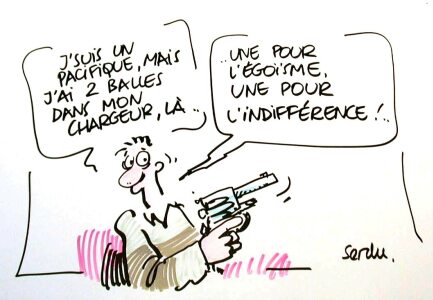 J'SUIS UN
PACIFIQUE, MAIS
J'AI 2 BALLES
DANS MON
CHARGEUR, LÀ..
..UNE POUR
L'ÉGOÏSME,
UNE POUR
L'INDIFFÉRENCE!..
serdu.